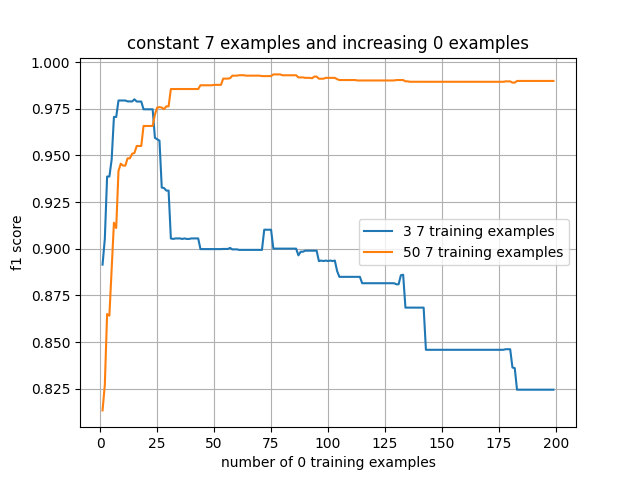 constant 7 examples and increasing 0 examples
1.000
0.975
0.950
0.925
0.900
0.875
0.850
0.825
f1 score
3 7 training examples
50 7 training examples
0 25 50 75 100 125 150 175 200
number of 0 training examples